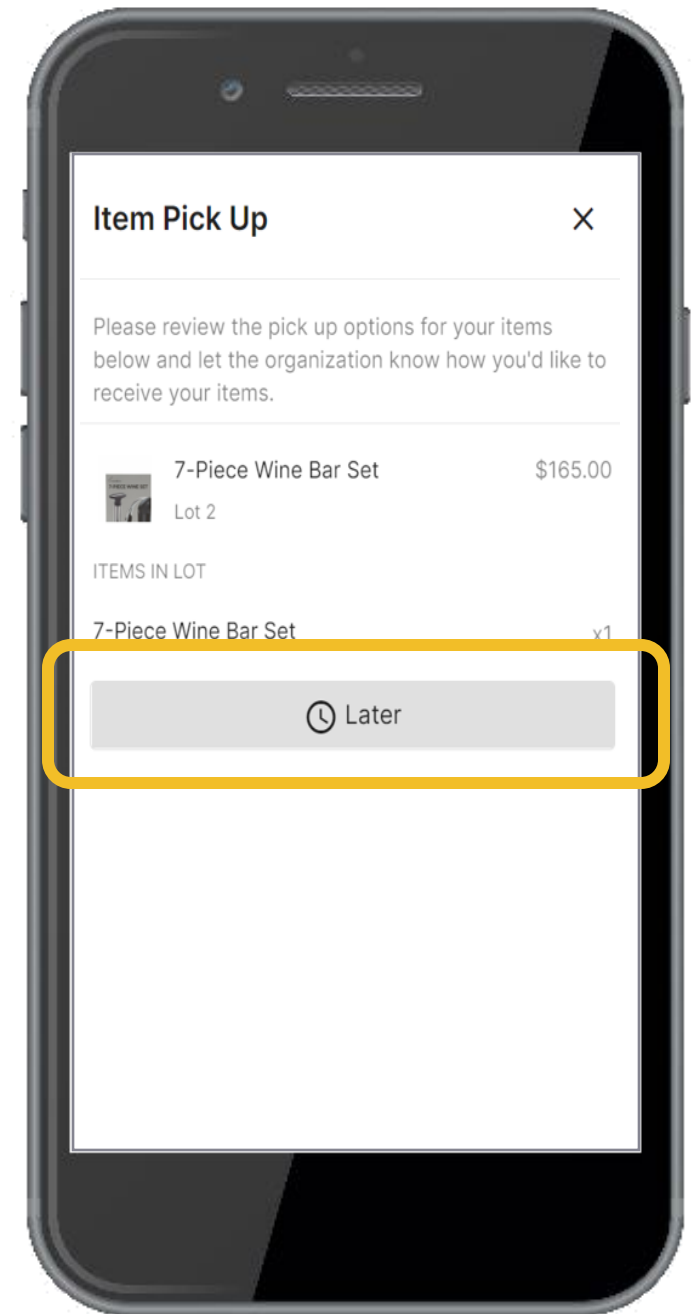 Item Pick Up
Please review the pick up options for your items
below and let the organization know how you'd like to
receive your items.
7-Piece Wine Bar Set $165.00
Lot 2
ITEMS IN LOT
7-Piece Wine Bar Set x1
Later